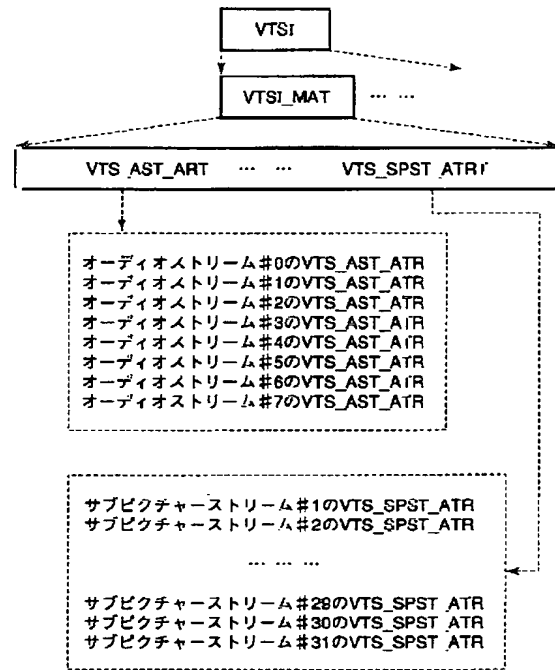 VTSI
VTSI_MAT … …
VTS_AST_ART … … VTS_SPST_ATRT
オーディオストリーム#0のVTS_AST_ATR
オーディオストリーム#1のVTS_AST_ATR
オーディオストリーム#2のVTS_AST_ATR
オーディオストリーム#3のVTS_AST_ATR
オーディオストリーム#4のVTS_AST_ATR
オーディオストリーム#5のVTS_AST_ATR
オーディオストリーム#6のVTS_AST_ATR
オーディオストリーム#7のVTS_AST_ATR
サブピクチャーストリーム#1のVTS_SPST_ATR
サブピクチャーストリーム#2のVTS_SPST_ATR
… … …
サブピクチャーストリーム#29のVTS_SPST_ATR
サブピクチャーストリーム#30のVTS_SPST_ATR
サブピクチャーストリーム#31のVTS_SPST_ATR